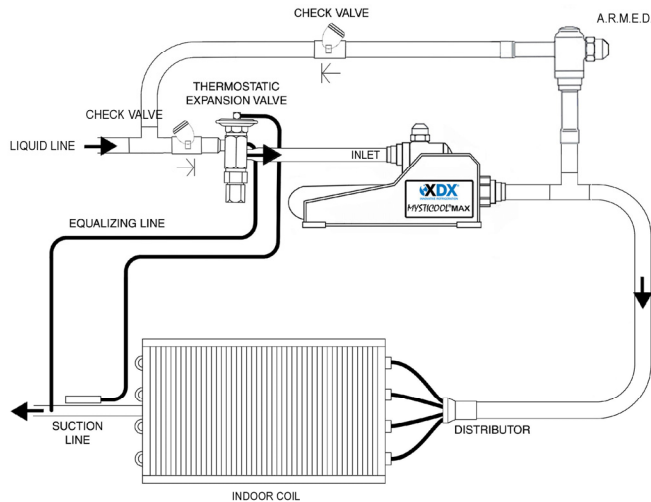 CHECK VALVE
A.R.M.E.D.
THERMOSTATIC
EXPANSION VALVE
CHECK VALVE
LIQUID LINE
INLET
XDX
MYSTICOOL®MAX
EQUALIZING LINE
SUCTION
LINE
DISTRIBUTOR
INDOOR COIL